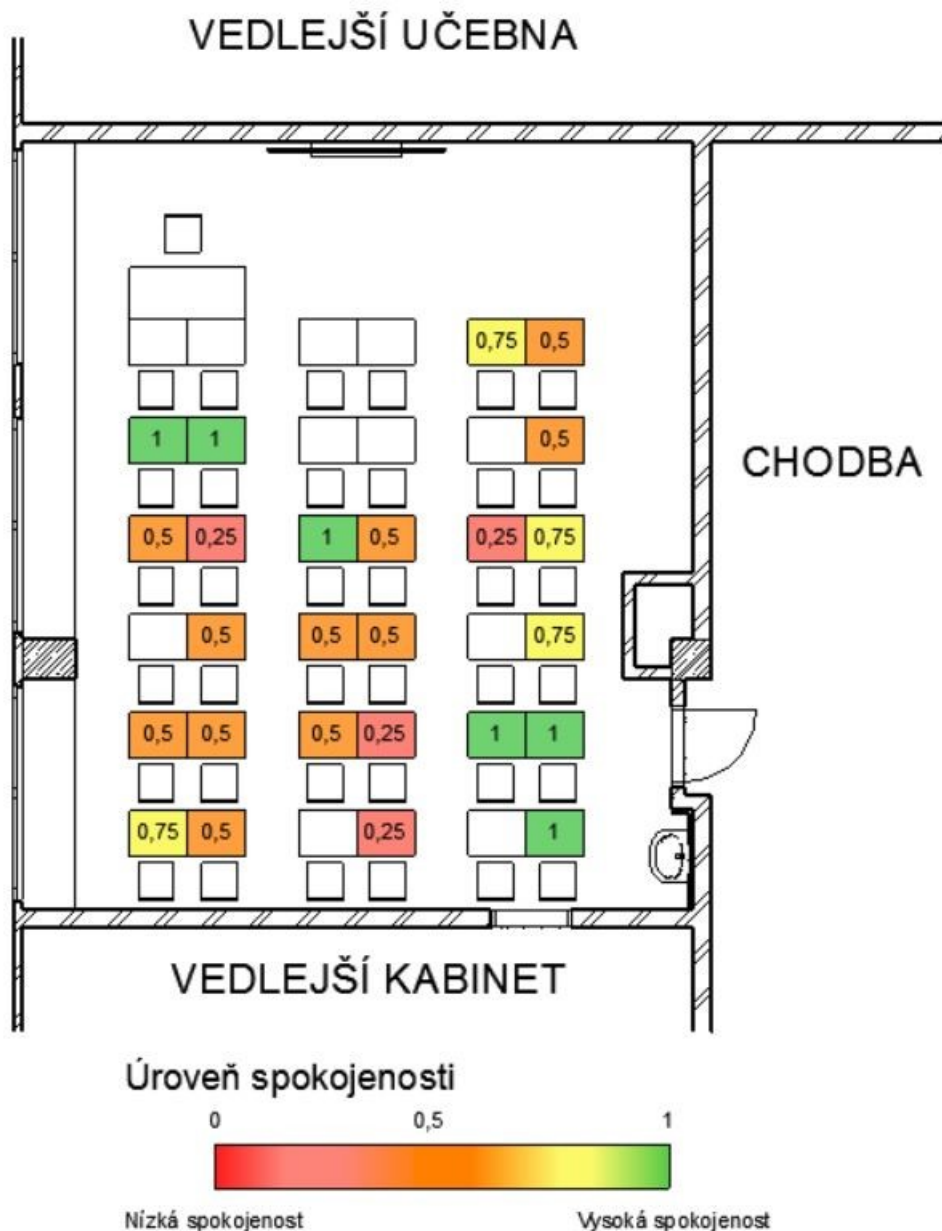 VEDLEJŠÍ UČEBNA
0,75 0,5
1 1 0,5
CHODBA
0,5 0,25 1 0,5 0,25 0,75
0,5 0,5 0,5 0,75
0,5 0,5 0,5 0,25 1 1
0,75 0,5 0,25 1
VEDLEJŠÍ KABINET
Úroveň spokojenosti
0 0,5 1
Nízká spokojenost Vysoká spokojenost